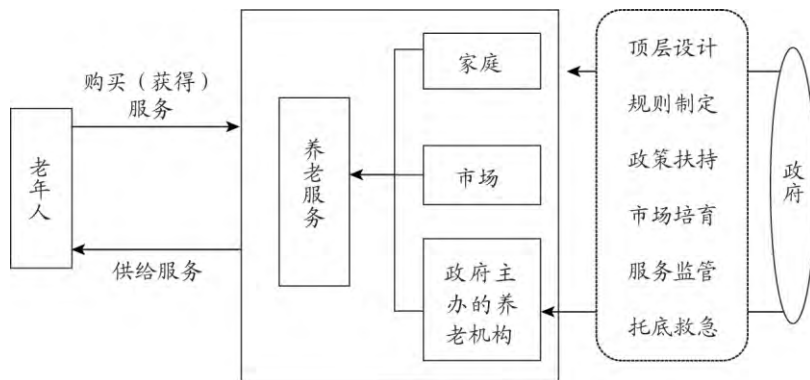 购买（获得）
服务
老年人
供给服务
养老服务
家庭
市场
政府主
办的养
老机构
顶层设计
规则制定
政策扶持
市场培育
服务监管
托底救急
政府